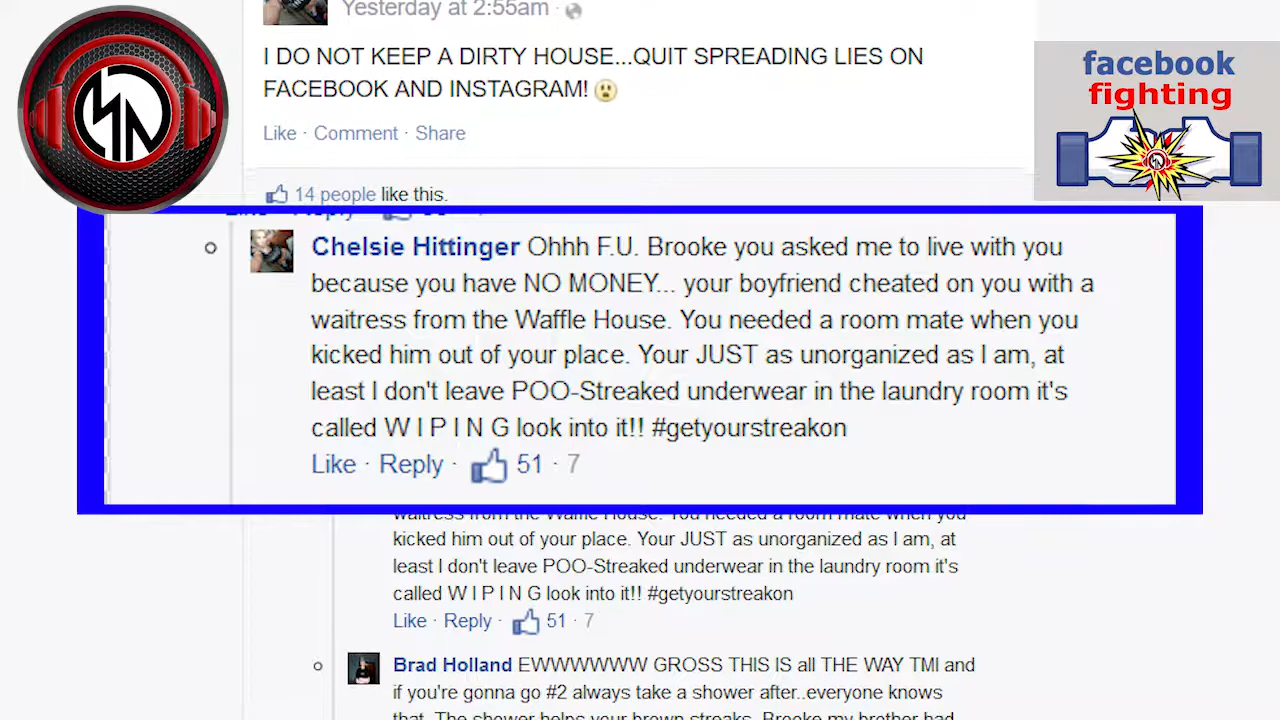 Yesterday at 2:55am ·
I DO NOT KEEP A DIRTY HOUSE...QUIT SPREADING LIES ON
FACEBOOK AND INSTAGRAM!
Like · Comment · Share
facebook
fighting
14 people like this.
Like · Reply ·
Chelsie Hittinger Ohhh F.U. Brooke you asked me to live with you
because you have NO MONEY... your boyfriend cheated on you with a
waitress from the Waffle House. You needed a room mate when you
kicked him out of your place. Your JUST as unorganized as I am, at
least I don't leave POO-Streaked underwear in the laundry room it's
called W I P I N G look into it!! #getyourstreakon
Like · Reply · 51 · 7
waitress from the Waffle House. You needed a room mate when you
kicked him out of your place. Your JUST as unorganized as I am, at
least I don't leave POO-Streaked underwear in the laundry room it's
called W I P I N G look into it!! #getyourstreakon
Like · Reply · 51 · 7
Brad Holland EWWWWWW GROSS THIS IS all THE WAY TMI and
if you're gonna go #2 always take a shower after..everyone knows
that. The shower helps your brown streaks. Brooke my brother had